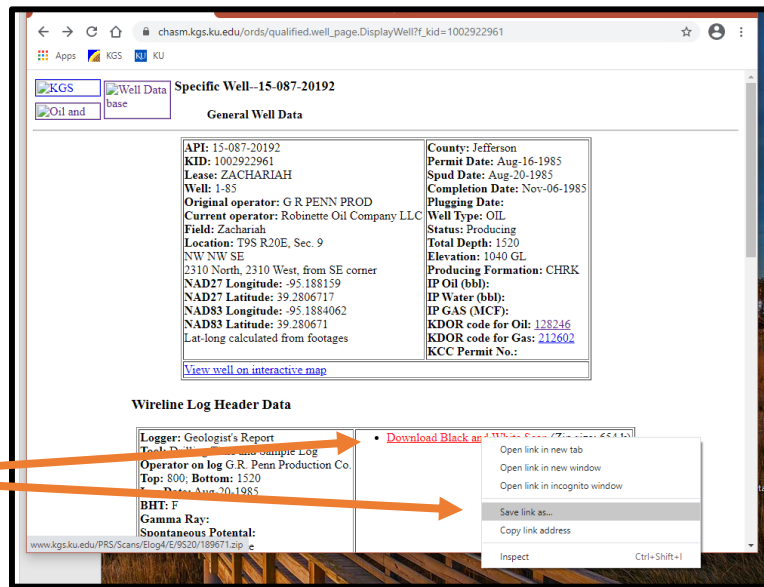 chasm.kgs.ku.edu/ords/qualified.well_page.DisplayWell?f_kid=1002922961
Apps KGS KU KU
KGS
Well Data base
Oil and
Specific Well--15-087-20192
General Well Data
API: 15-087-20192
KID: 1002922961
Lease: ZACHARIAH
Well: 1-85
Original operator: G R PENN PROD
Current operator: Robinette Oil Company LLC
Field: Zachariah
Location: T9S R20E, Sec. 9
NW NW SE
2310 North, 2310 West, from SE corner
NAD27 Longitude: -95.188159
NAD27 Latitude: 39.2806717
NAD83 Longitude: -95.1884062
NAD83 Latitude: 39.280671
Lat-long calculated from footages
County: Jefferson
Permit Date: Aug-16-1985
Spud Date: Aug-20-1985
Completion Date: Nov-06-1985
Plugging Date:
Well Type: OIL
Status: Producing
Total Depth: 1520
Elevation: 1040 GL
Producing Formation: CHRK
IP Oil (bbl):
IP Water (bbl):
IP GAS (MCF):
KDOR code for Oil: 128246
KDOR code for Gas: 212602
KCC Permit No.:
View well on interactive map
Wireline Log Header Data
Logger: Geologist's Report
Sample Log
Operator on log G.R. Penn Production Co.
Top: 800; Bottom: 1520
Aug-20-1985
BHT: F
Gamma Ray:
Spontaneous Potental:
Download Black and White Scan (Zip size: 654 k)
Open link in new tab
Open link in new window
Open link in incognito window
Save link as...
Copy link address
Inspect Ctrl+Shift+I
www.kgs.ku.edu/PRS/Scans/Elog4/E/9S20/189671.zip